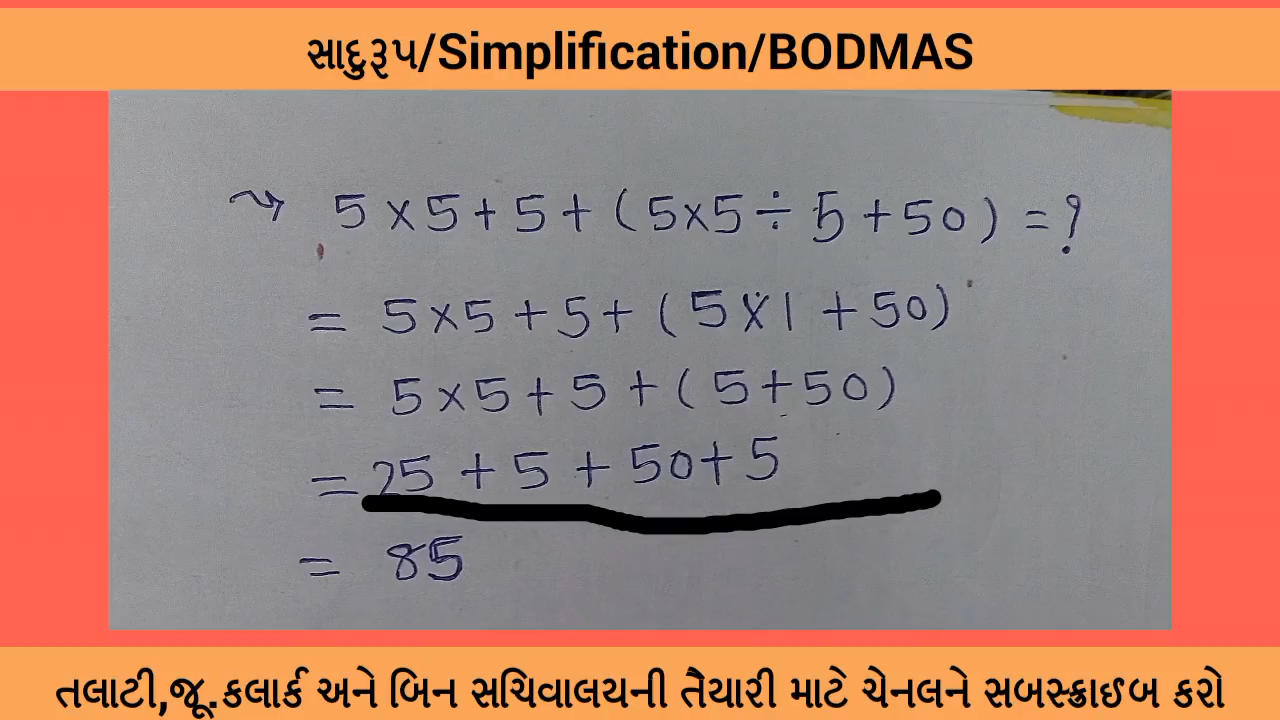 સાદુરૂપ/Simplification/BODMAS
5×5+5+(5×5÷5+50)=?
= 5×5+5+(5×1+50)
= 5×5+5+(5+50)
= 25+5+50+5
= 85
તલાટી,જૂ.કલાર્ક અને બિન સચિવાલયની તૈયારી માટે ચેનલને સબસ્ક્રાઇબ કરો